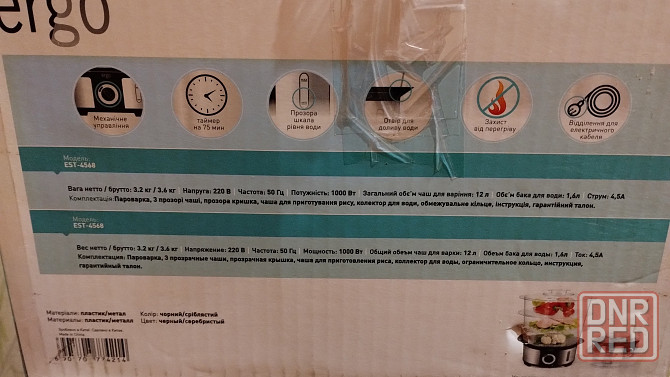 ergo
Механічне
управління
таймер
на 75 мин
Прозора
шкала
рівня води
Отвір для
доливу води
Захист
від перегріву
Відділення для
електричного
кабеля
Модель:
EST-4568
Вага нетто / брутто: 3.2 кг / 3.6 кг | Напруга: 220 В | Частота: 50 Гц | Потужність: 1000 Вт | Загальний об'єм чаш для варіння: 12 л | Об'єм бака для води: 1,6л | Струм: 4,5А
Комплектація: Пароварка, 3 прозорі чаші, прозора кришка, чаша для приготування рису, колектор для води, обмежувальне кільце, інструкція, гарантійний талон.
Модель:
EST-4568
Вес нетто / брутто: 3.2 кг / 3.6 кг | Напряжение: 220 В | Частота: 50 Гц | Мощность: 1000 Вт | Общий объем чаш для варки: 12 л | Объем бака для воды: 1,6л | Ток: 4,5А
Комплектация: Пароварка, 3 прозрачные чаши, прозрачная крышка, чаша для приготовления риса, коллектор для воды, ограничительное кольцо, инструкция,
гарантийный талон.
Матеріали: пластик/метал
Материалы: пластик/металл
Колір: чорний/сріблястий
Цвет: черный/серебристый
Made in China
DNR
RED